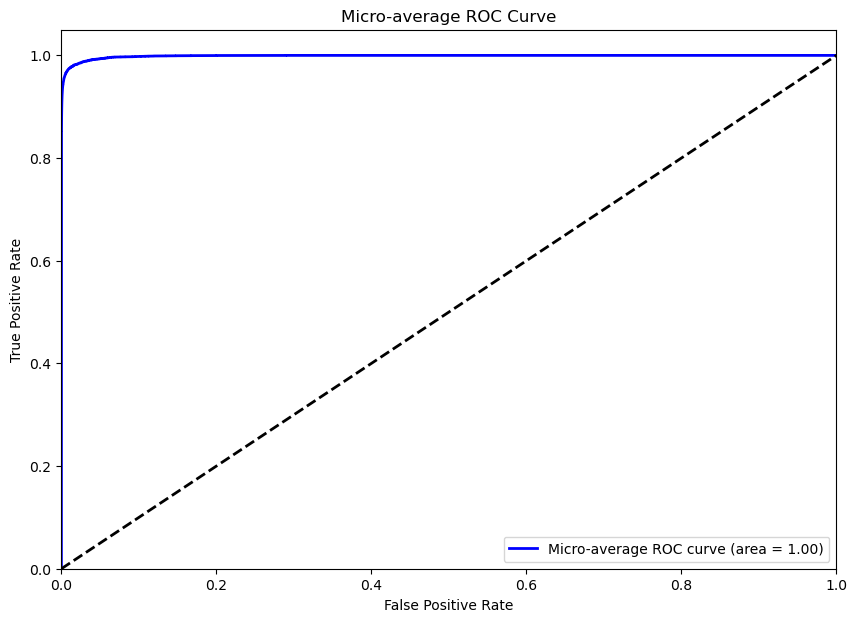 Micro-average ROC Curve
True Positive Rate
1.0
0.8
0.6
0.4
0.2
0.0
Micro-average ROC curve (area = 1.00)
0.0 0.2 0.4 0.6 0.8 1.0
False Positive Rate